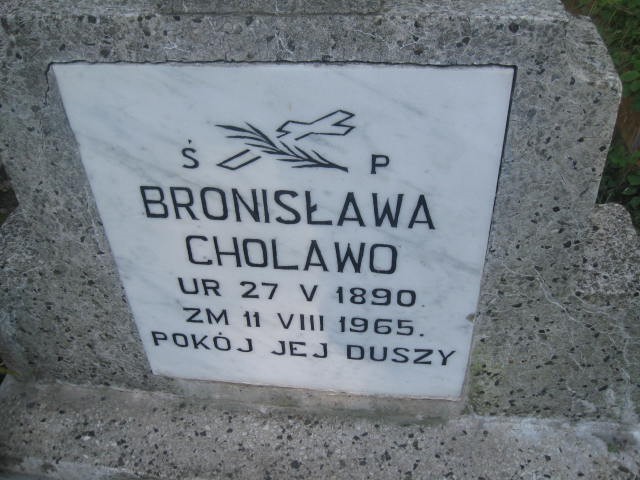 Ś P
BRONISŁAWA
CHOLAWO
UR 27 V 1890
ZM 11 VIII 1965.
POKÓJ JEJ DUSZY